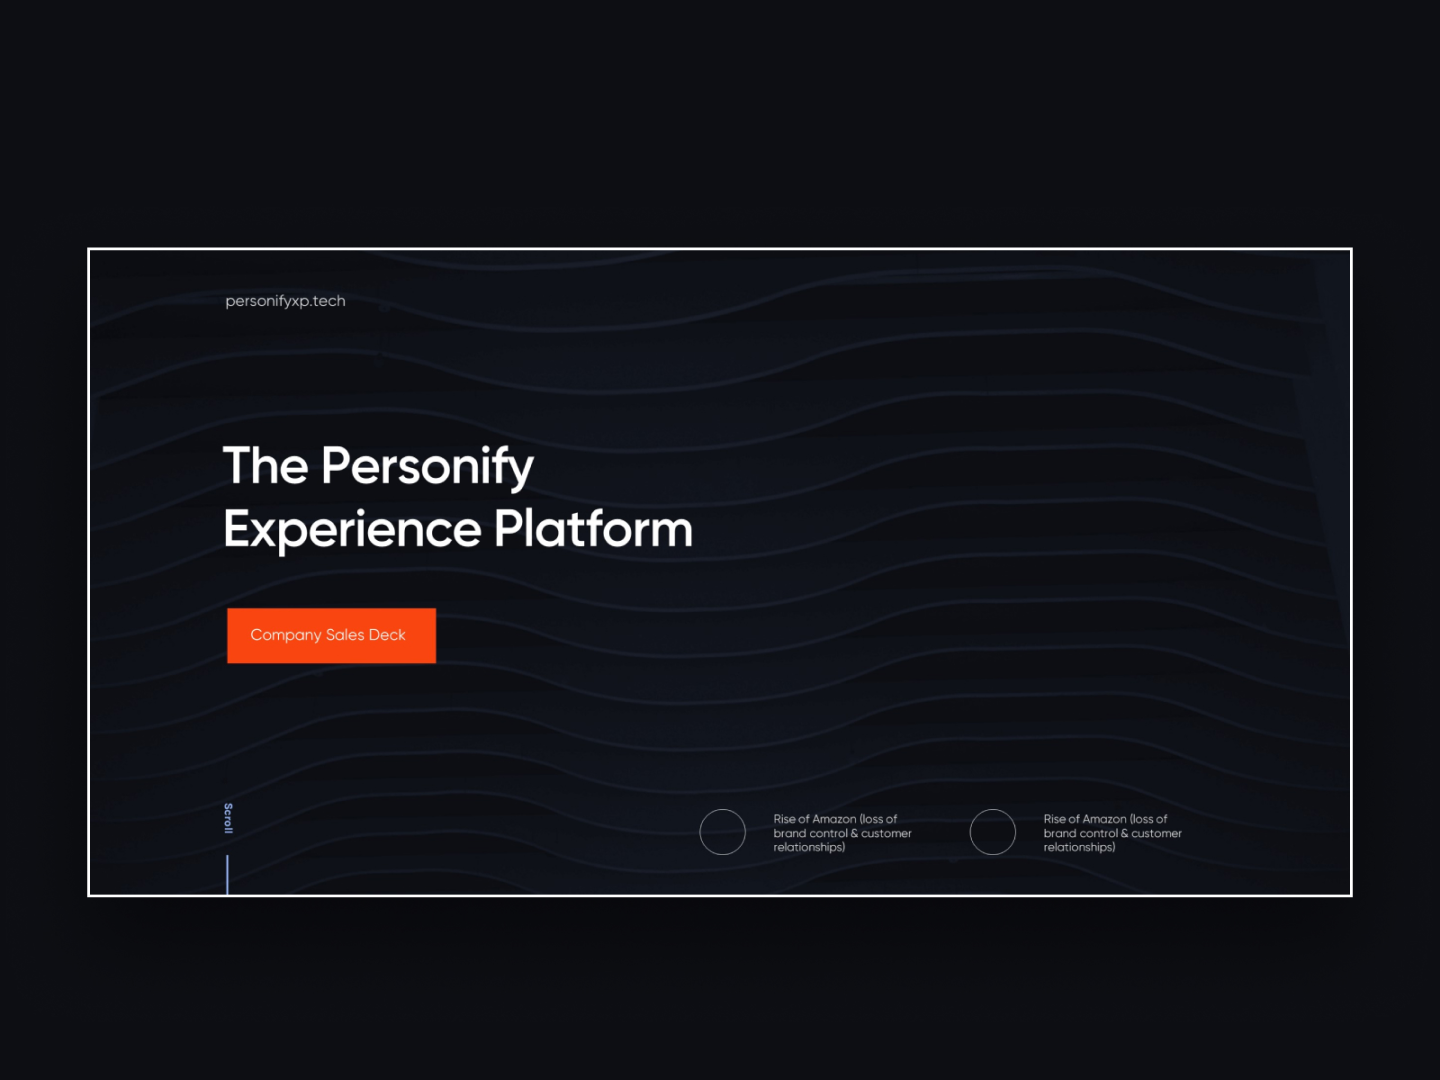 personifyxp.tech
The Personify
Experience Platform
Company Sales Deck
Scroll
Rise of Amazon (loss of
brand control & customer
relationships)
Rise of Amazon (loss of
brand control & customer
relationships)